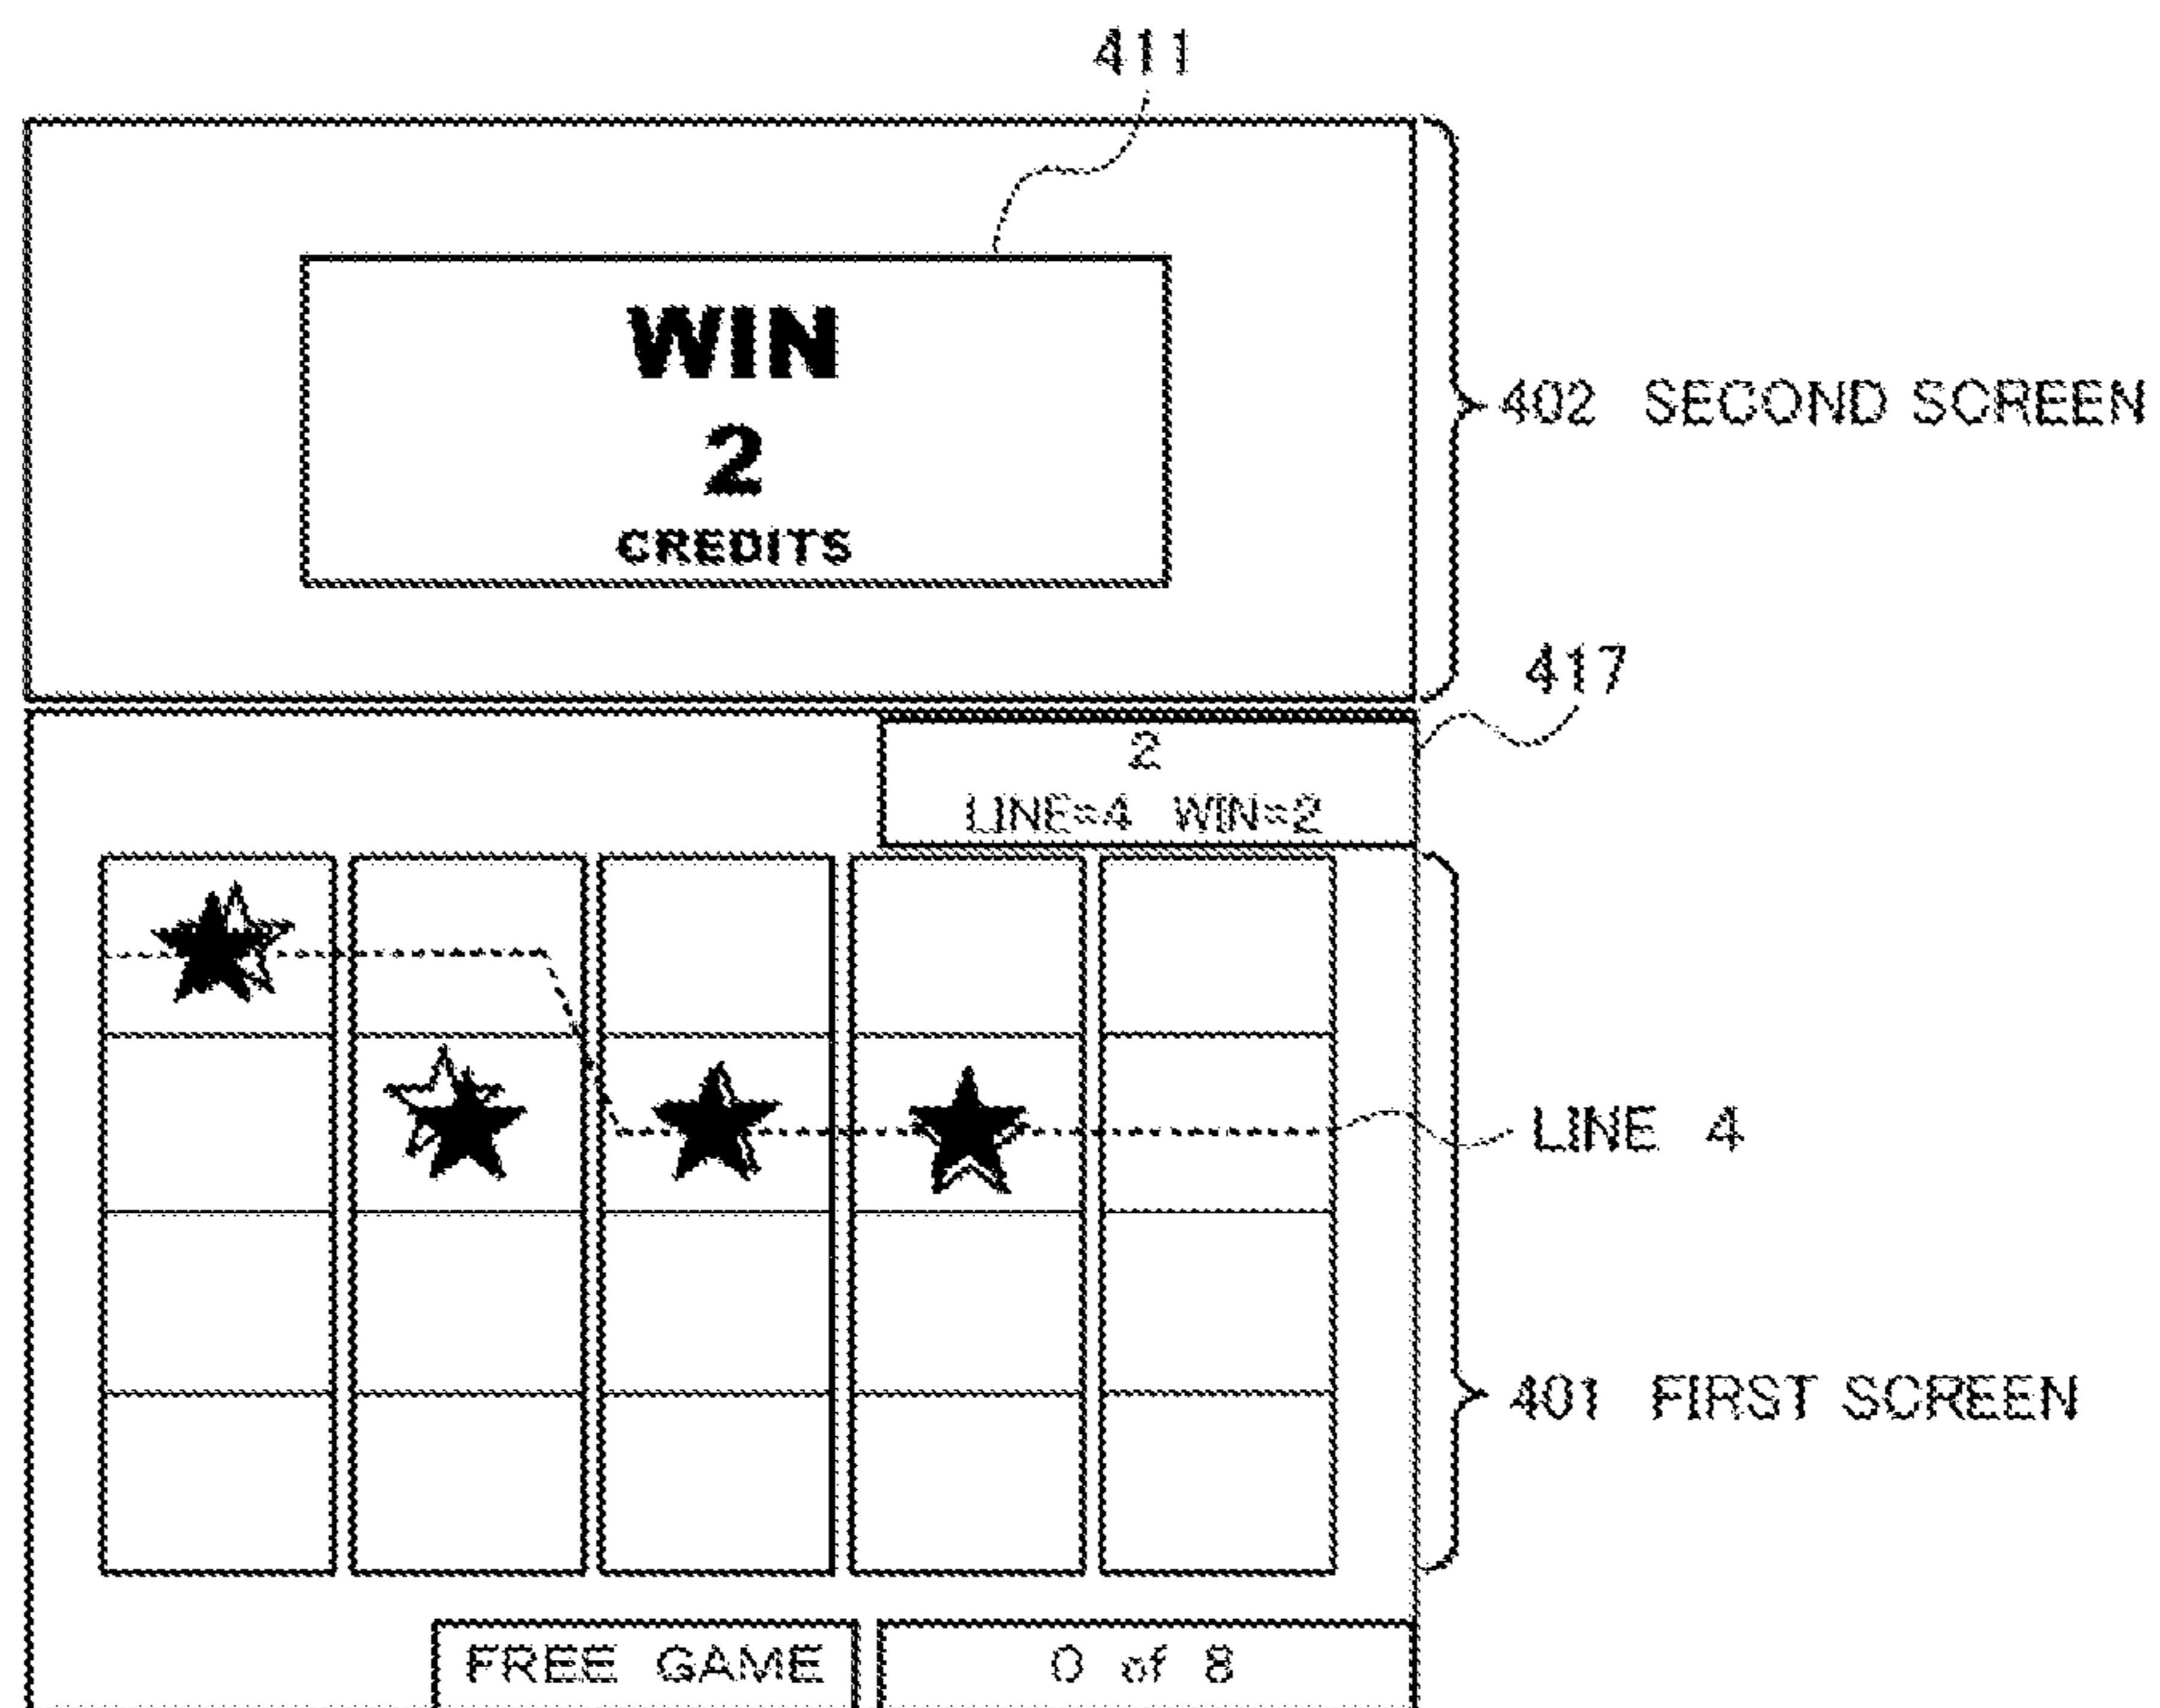 411
WIN
2
CREDITS
402 SECOND SCREEN
417
2
LINE=4 WIN=2
LINE 4
401 FIRST SCREEN
FREE GAME
0 of 8